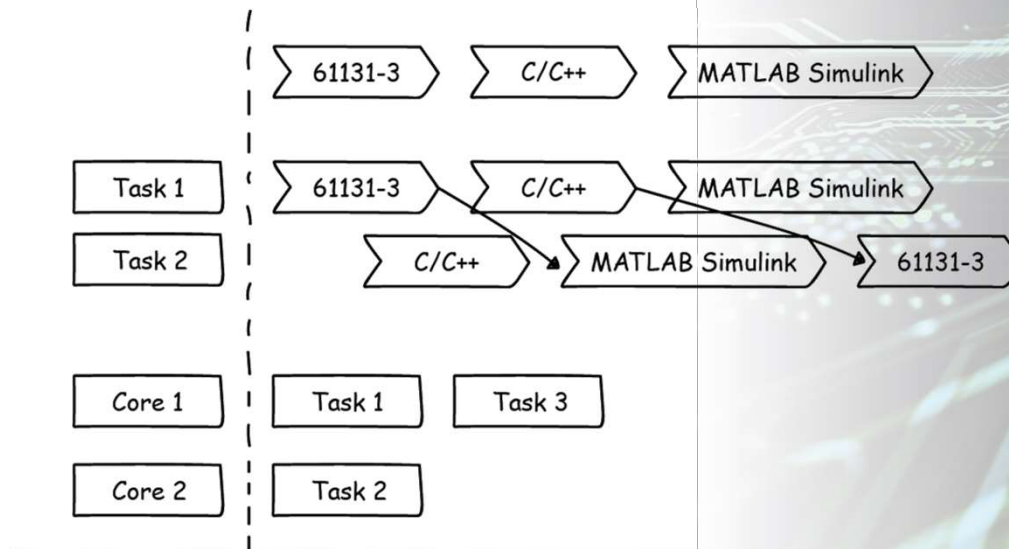 61131-3 C/C++ MATLAB Simulink
Task 1 61131-3 C/C++ MATLAB Simulink
Task 2 C/C++ MATLAB Simulink 61131-3
Core 1 Task 1 Task 3
Core 2 Task 2